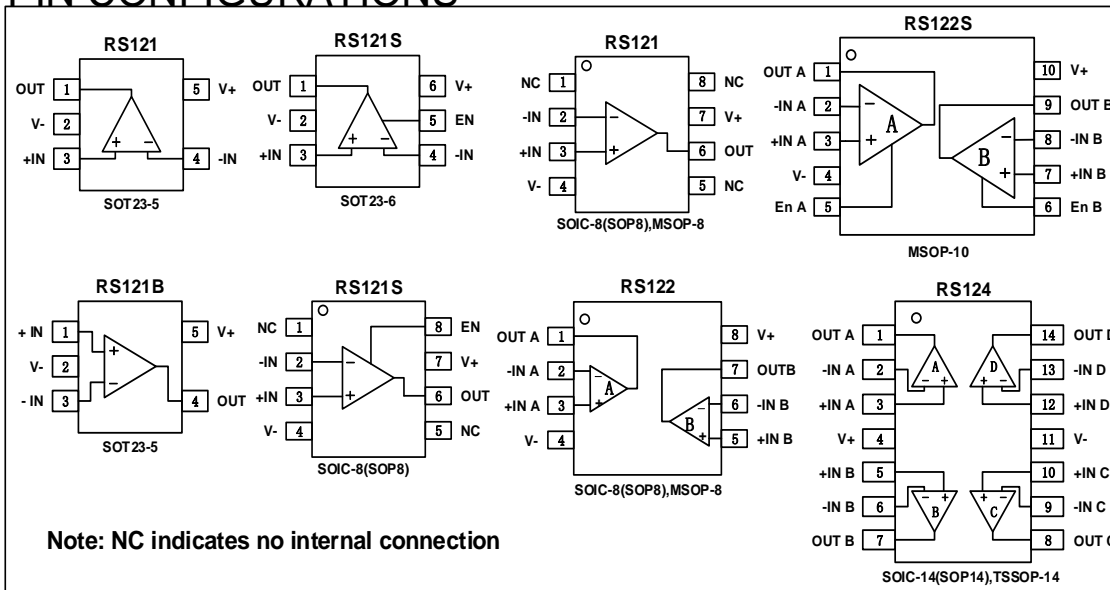 PIN CONFIGURATIONS
RS121
OUT 1 5 V+
V- 2
+IN 3 + − 4 -IN
SOT23-5
RS121S
OUT 1 6 V+
V- 2 5 EN
+IN 3 + − 4 -IN
SOT23-6
RS121
NC 1 8 NC
-IN 2 − 7 V+
+IN 3 + 6 OUT
V- 4 5 NC
SOIC-8(SOP8),MSOP-8
RS122S
OUT A 1 10 V+
-IN A 2 − A 9 OUT B
+IN A 3 + B − 8 -IN B
V- 4 + 7 +IN B
En A 5 6 En B
MSOP-10
RS121B
+ IN 1 + 5 V+
V- 2
- IN 3 − 4 OUT
SOT23-5
RS121S
NC 1 8 EN
-IN 2 − 7 V+
+IN 3 + 6 OUT
V- 4 5 NC
SOIC-8(SOP8)
RS122
OUT A 1 8 V+
-IN A 2 − A 7 OUTB
+IN A 3 + B − 6 -IN B
V- 4 + 5 +IN B
SOIC-8(SOP8),MSOP-8
RS124
OUT A 1 A D 14 OUT D
-IN A 2 − + + − 13 -IN D
+IN A 3 12 +IN D
V+ 4 11 V-
+IN B 5 10 +IN C
-IN B 6 − + B + − C 9 -IN C
OUT B 7 8 OUT C
SOIC-14(SOP14),TSSOP-14
Note: NC indicates no internal connection